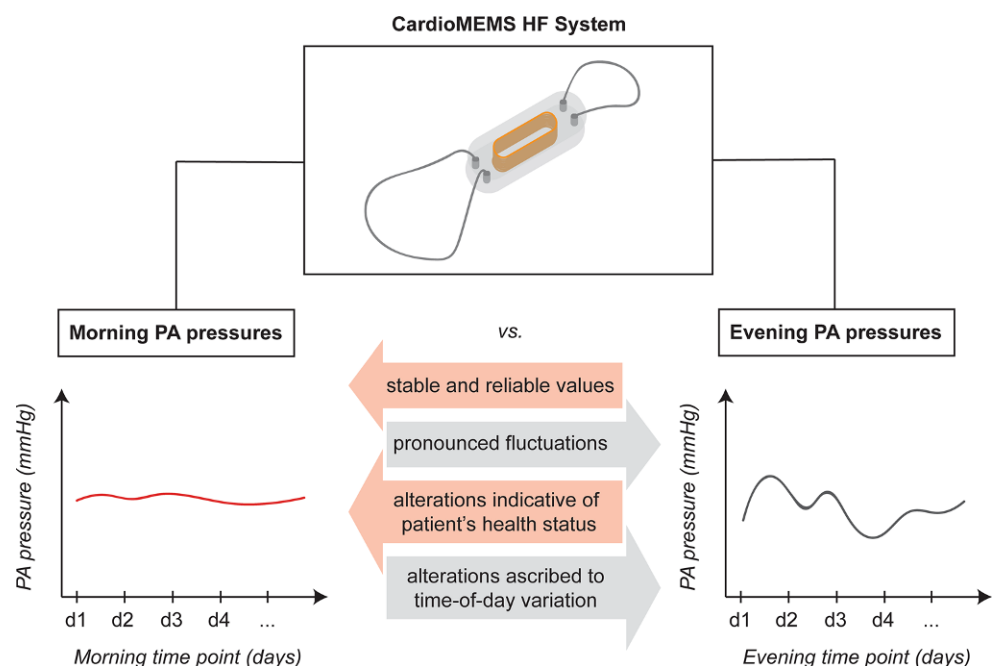 CardioMEMS HF System
Morning PA pressures
vs.
Evening PA pressures
stable and reliable values
pronounced fluctuations
alterations indicative of
patient's health status
alterations ascribed to
time-of-day variation
PA pressure (mmHg)
d1 d2 d3 d4 ...
Morning time point (days)
PA pressure (mmHg)
d1 d2 d3 d4 ...
Evening time point (days)